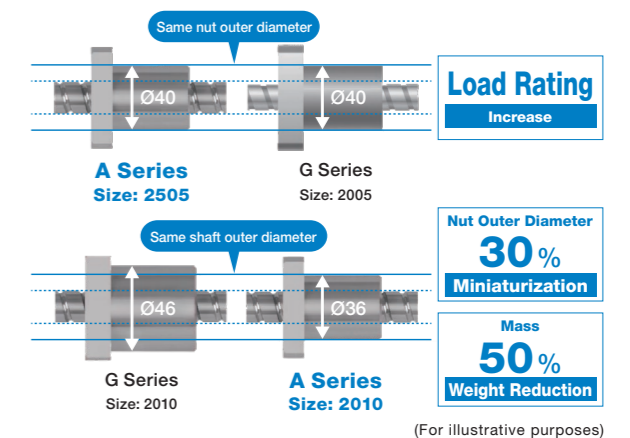 Same nut outer diameter
Ø40
Ø40
Load Rating
Increase
A Series
Size: 2505
G Series
Size: 2005
Same shaft outer diameter
Nut Outer Diameter
30 %
Miniaturization
Ø46
Ø36
Mass
50 %
Weight Reduction
G Series
Size: 2010
A Series
Size: 2010
(For illustrative purposes)